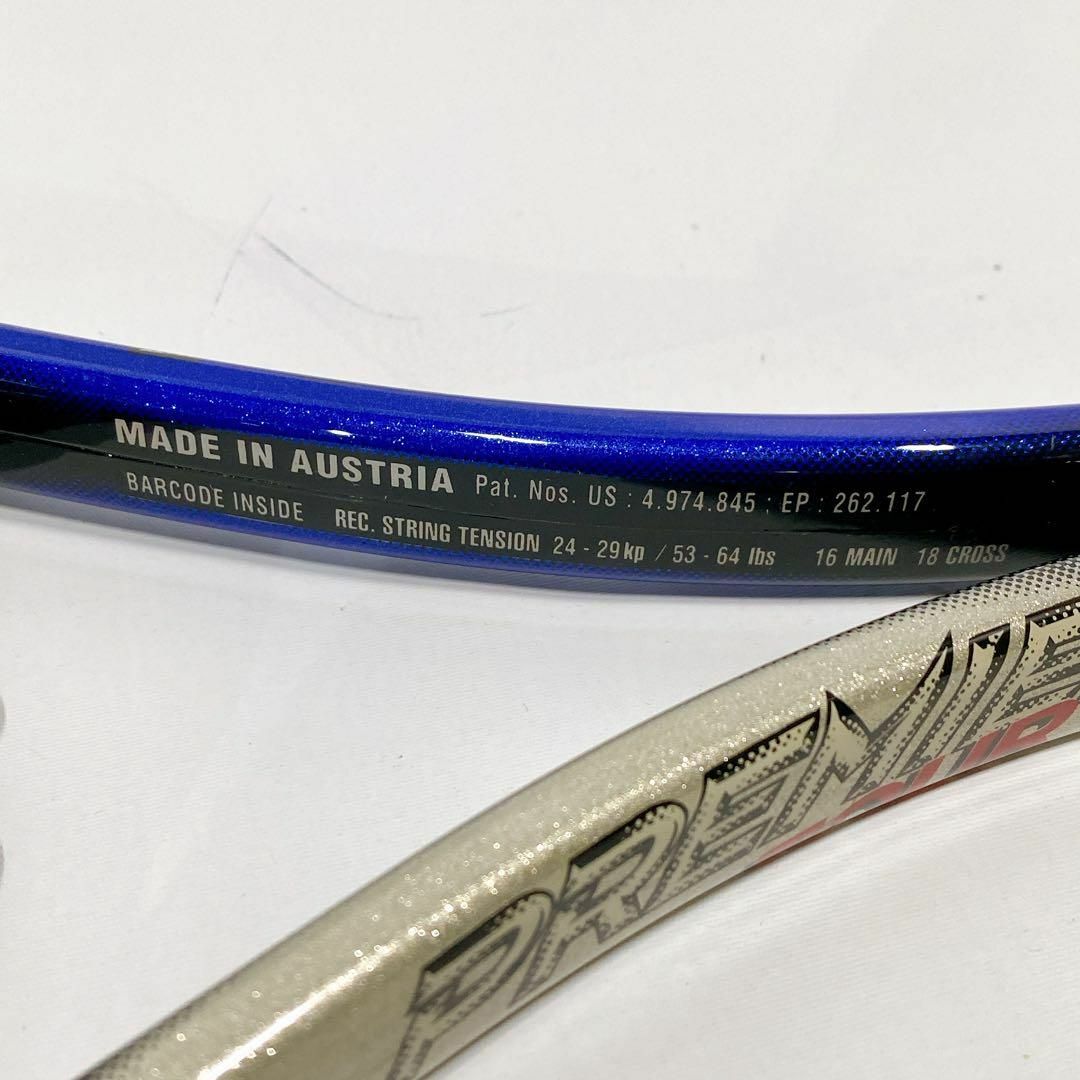 MADE IN AUSTRIA Pat. Nos. US : 4.974.845 ; EP : 262.117
BARCODE INSIDE REC. STRING TENSION 24 - 29 kp / 53 - 64 lbs 16 MAIN 18 CROSS